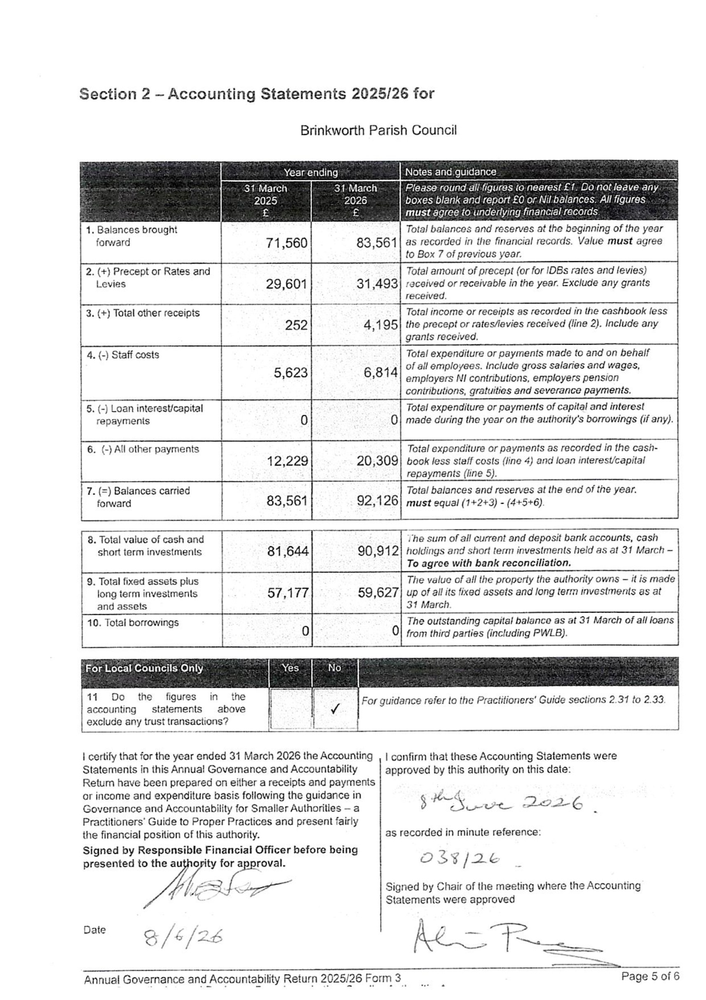 Section 2 – Accounting Statements 2025/26 for
Brinkworth Parish Council
Year ending
Notes and guidance
31 March
2025
£
31 March
2026
£
Please round all figures to nearest £1. Do not leave any
boxes blank and report £0 or Nil balances. All figures
must agree to underlying financial records.
1. Balances brought
forward
71,560
83,561
Total balances and reserves at the beginning of the year
as recorded in the financial records. Value must agree
to Box 7 of previous year.
2. (+) Precept or Rates and
Levies
29,601
31,493
Total amount of precept (or for IDBs rates and levies)
received or receivable in the year. Exclude any grants
received.
3. (+) Total other receipts
252
4,195
Total income or receipts as recorded in the cashbook less
the precept or rates/levies received (line 2). Include any
grants received.
4. (-) Staff costs
5,623
6,814
Total expenditure or payments made to and on behalf
of all employees. Include gross salaries and wages,
employers NI contributions, employers pension
contributions, gratuities and severance payments.
5. (-) Loan interest/capital
repayments
0
0
Total expenditure or payments of capital and interest
made during the year on the authority's borrowings (if any).
6. (-) All other payments
12,229
20,309
Total expenditure or payments as recorded in the cash-
book less staff costs (line 4) and loan interest/capital
repayments (line 5).
7. (=) Balances carried
forward
83,561
92,126
Total balances and reserves at the end of the year.
must equal (1+2+3) - (4+5+6).
8. Total value of cash and
short term investments
81,644
90,912
The sum of all current and deposit bank accounts, cash
holdings and short term investments held as at 31 March –
To agree with bank reconciliation.
9. Total fixed assets plus
long term investments
and assets
57,177
59,627
The value of all the property the authority owns – it is made
up of all its fixed assets and long term investments as at
31 March.
10. Total borrowings
0
0
The outstanding capital balance as at 31 March of all loans
from third parties (including PWLB).
For Local Councils Only
Yes
No
11 Do the figures in the
accounting statements above
exclude any trust transactions?
✓
For guidance refer to the Practitioners' Guide sections 2.31 to 2.33.
I certify that for the year ended 31 March 2026 the Accounting
Statements in this Annual Governance and Accountability
Return have been prepared on either a receipts and payments
or income and expenditure basis following the guidance in
Governance and Accountability for Smaller Authorities – a
Practitioners' Guide to Proper Practices and present fairly
the financial position of this authority.
Signed by Responsible Financial Officer before being
presented to the authority for approval.
Date
8/6/26
I confirm that these Accounting Statements were
approved by this authority on this date:
8th June 2026.
as recorded in minute reference:
038/26
Signed by Chair of the meeting where the Accounting
Statements were approved
Annual Governance and Accountability Return 2025/26 Form 3
Page 5 of 6